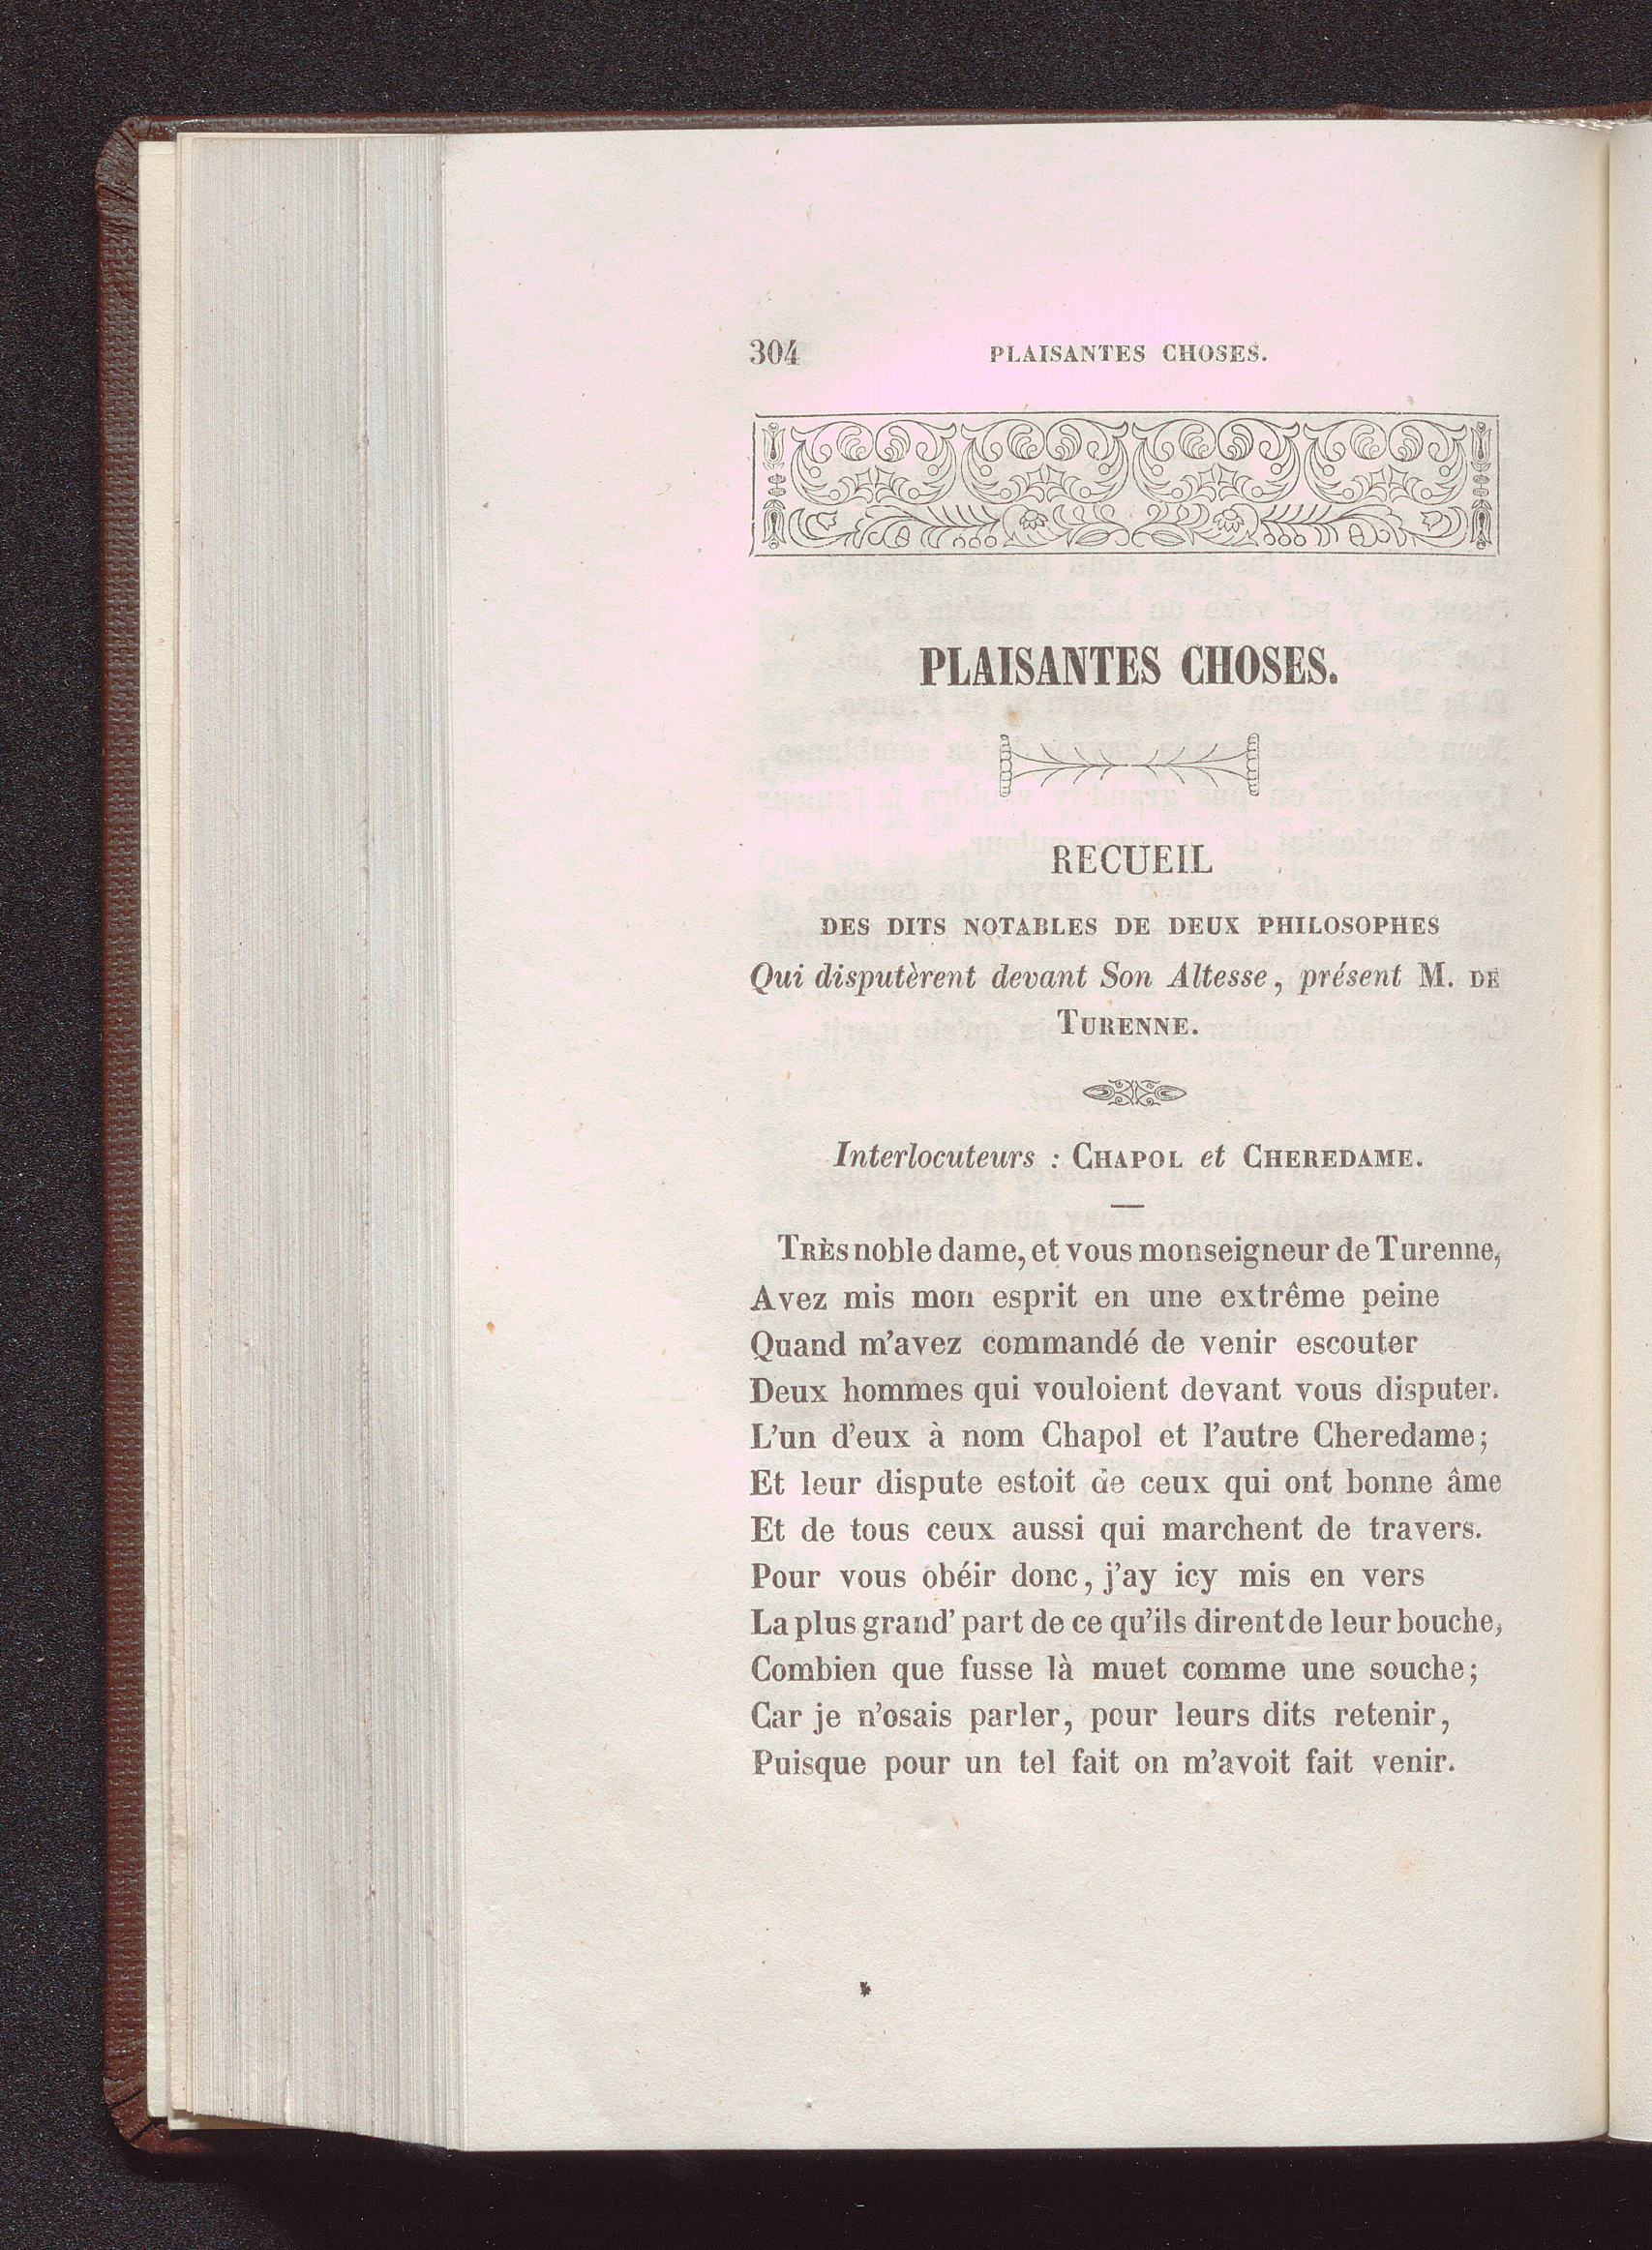 304 PLAISANTES CHOSES.
PLAISANTES CHOSES.
RECUEIL
DES DITS NOTABLES DE DEUX PHILOSOPHES
Qui disputèrent devant Son Altesse, présent M. DE
TURENNE.
Interlocuteurs : CHAPOL et CHEREDAME.
TRÈS noble dame, et vous monseigneur de Turenne,
Avez mis mon esprit en une extrême peine
Quand m'avez commandé de venir escouter
Deux hommes qui vouloient devant vous disputer.
L'un d'eux à nom Chapol et l'autre Cheredame;
Et leur dispute estoit de ceux qui ont bonne âme
Et de tous ceux aussi qui marchent de travers.
Pour vous obéir donc, j'ay icy mis en vers
La plus grand' part de ce qu'ils dirent de leur bouche,
Combien que fusse là muet comme une souche;
Car je n'osais parler, pour leurs dits retenir,
Puisque pour un tel fait on m'avoit fait venir.